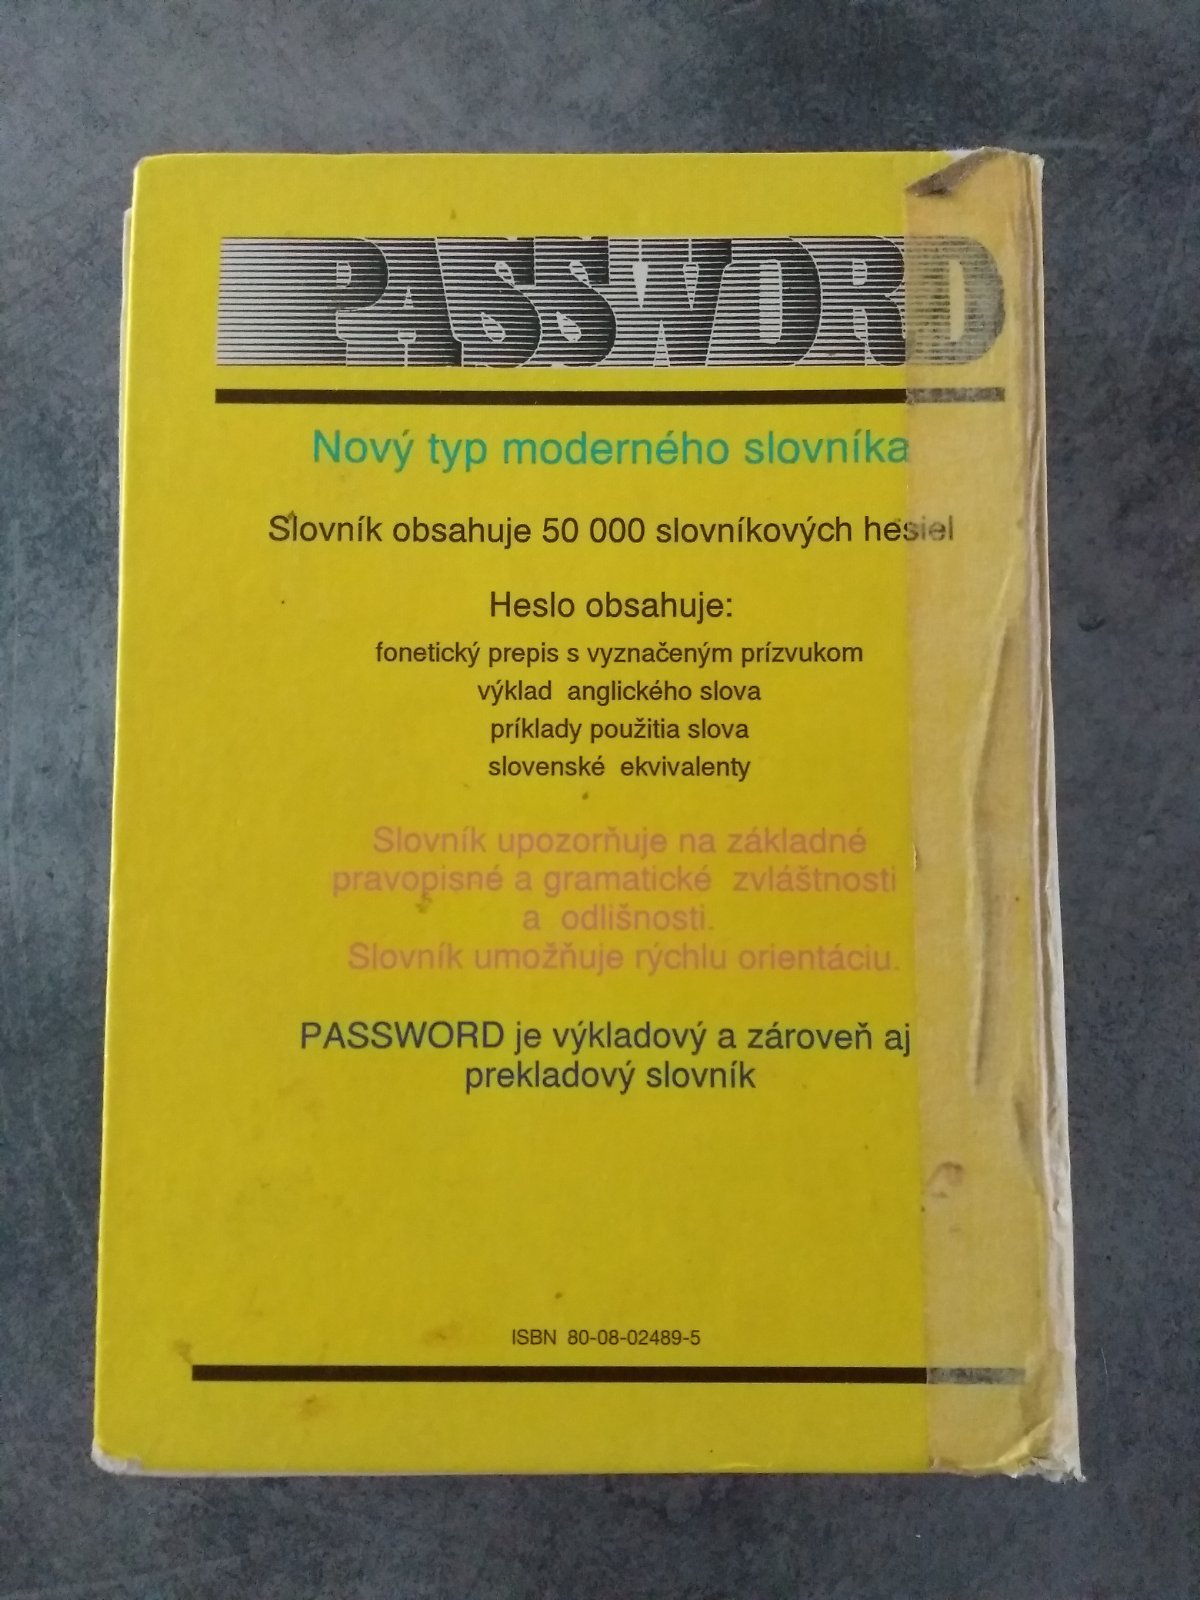 PASSWORD
Nový typ moderného slovníka
Slovník obsahuje 50 000 slovníkových hesiel
Heslo obsahuje:
fonetický prepis s vyznačeným prízvukom
výklad anglického slova
príklady použitia slova
slovenské ekvivalenty
Slovník upozorňuje na základné
pravopisné a gramatické zvláštnosti
a odlišnosti.
Slovník umožňuje rýchlu orientáciu.
PASSWORD je výkladový a zároveň aj
prekladový slovník
ISBN 80-08-02489-5